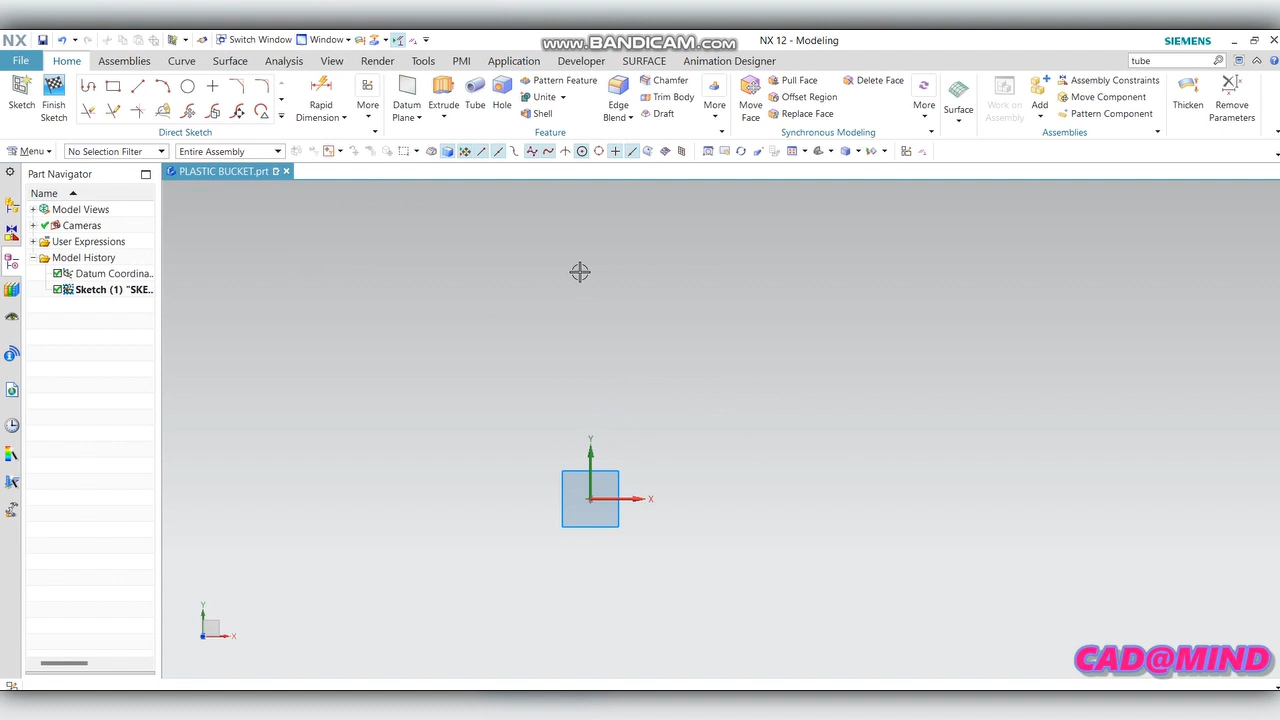 NX
Switch Window
Window
www.BANDICAM.com
NX 12 - Modeling
SIEMENS
File
Home
Assemblies
Curve
Surface
Analysis
View
Render
Tools
PMI
Application
Developer
SURFACE
Animation Designer
tube
Sketch
Finish Sketch
Rapid Dimension
More
Direct Sketch
Datum Plane
Extrude
Tube
Hole
Pattern Feature
Unite
Shell
Edge Blend
Chamfer
Trim Body
Draft
More
Feature
Move Face
Pull Face
Offset Region
Replace Face
Delete Face
More
Synchronous Modeling
Surface
Work on Assembly
Add
Assembly Constraints
Move Component
Pattern Component
Assemblies
Thicken
Remove Parameters
Menu
No Selection Filter
Entire Assembly
Part Navigator
PLASTIC BUCKET.prt
Name
Model Views
Cameras
User Expressions
Model History
Datum Coordina..
Sketch (1) "SKE..
Y
X
Y
X
CAD@MIND